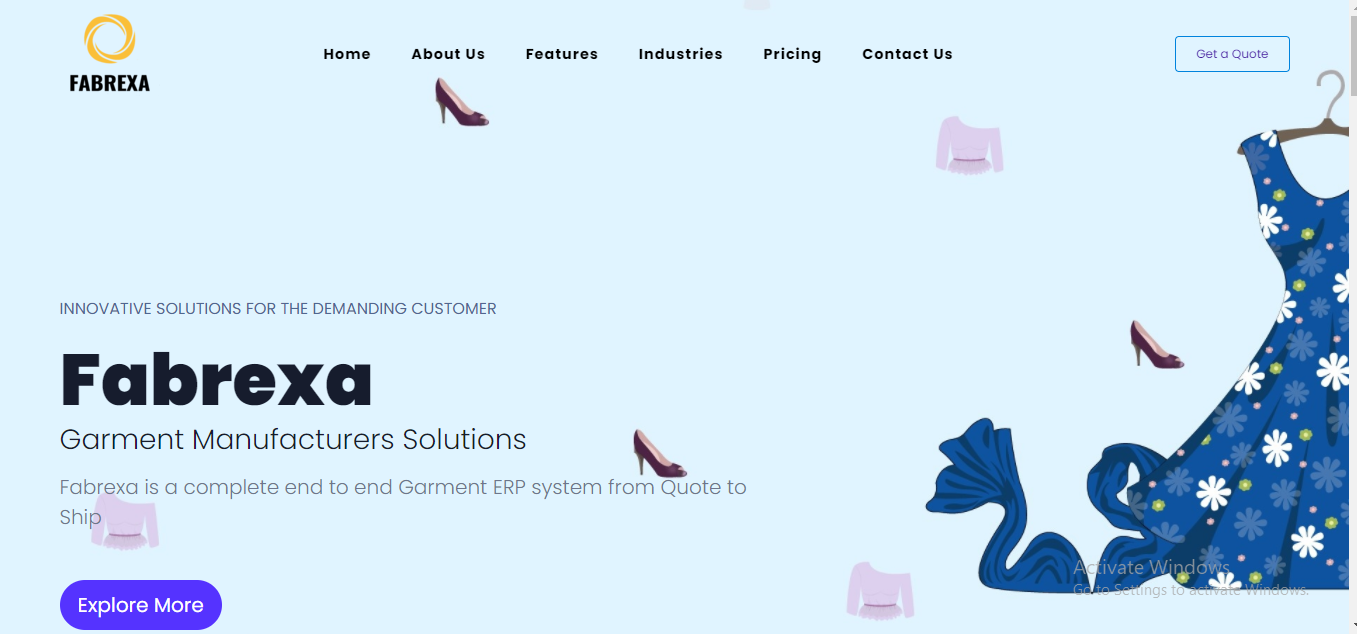 FABREXA
Home About Us Features Industries Pricing Contact Us
Get a Quote
INNOVATIVE SOLUTIONS FOR THE DEMANDING CUSTOMER
Fabrexa
Garment Manufacturers Solutions
Fabrexa is a complete end to end Garment ERP system from Quote to
Ship
Explore More
Activate Windows
Go to Settings to activate Windows.